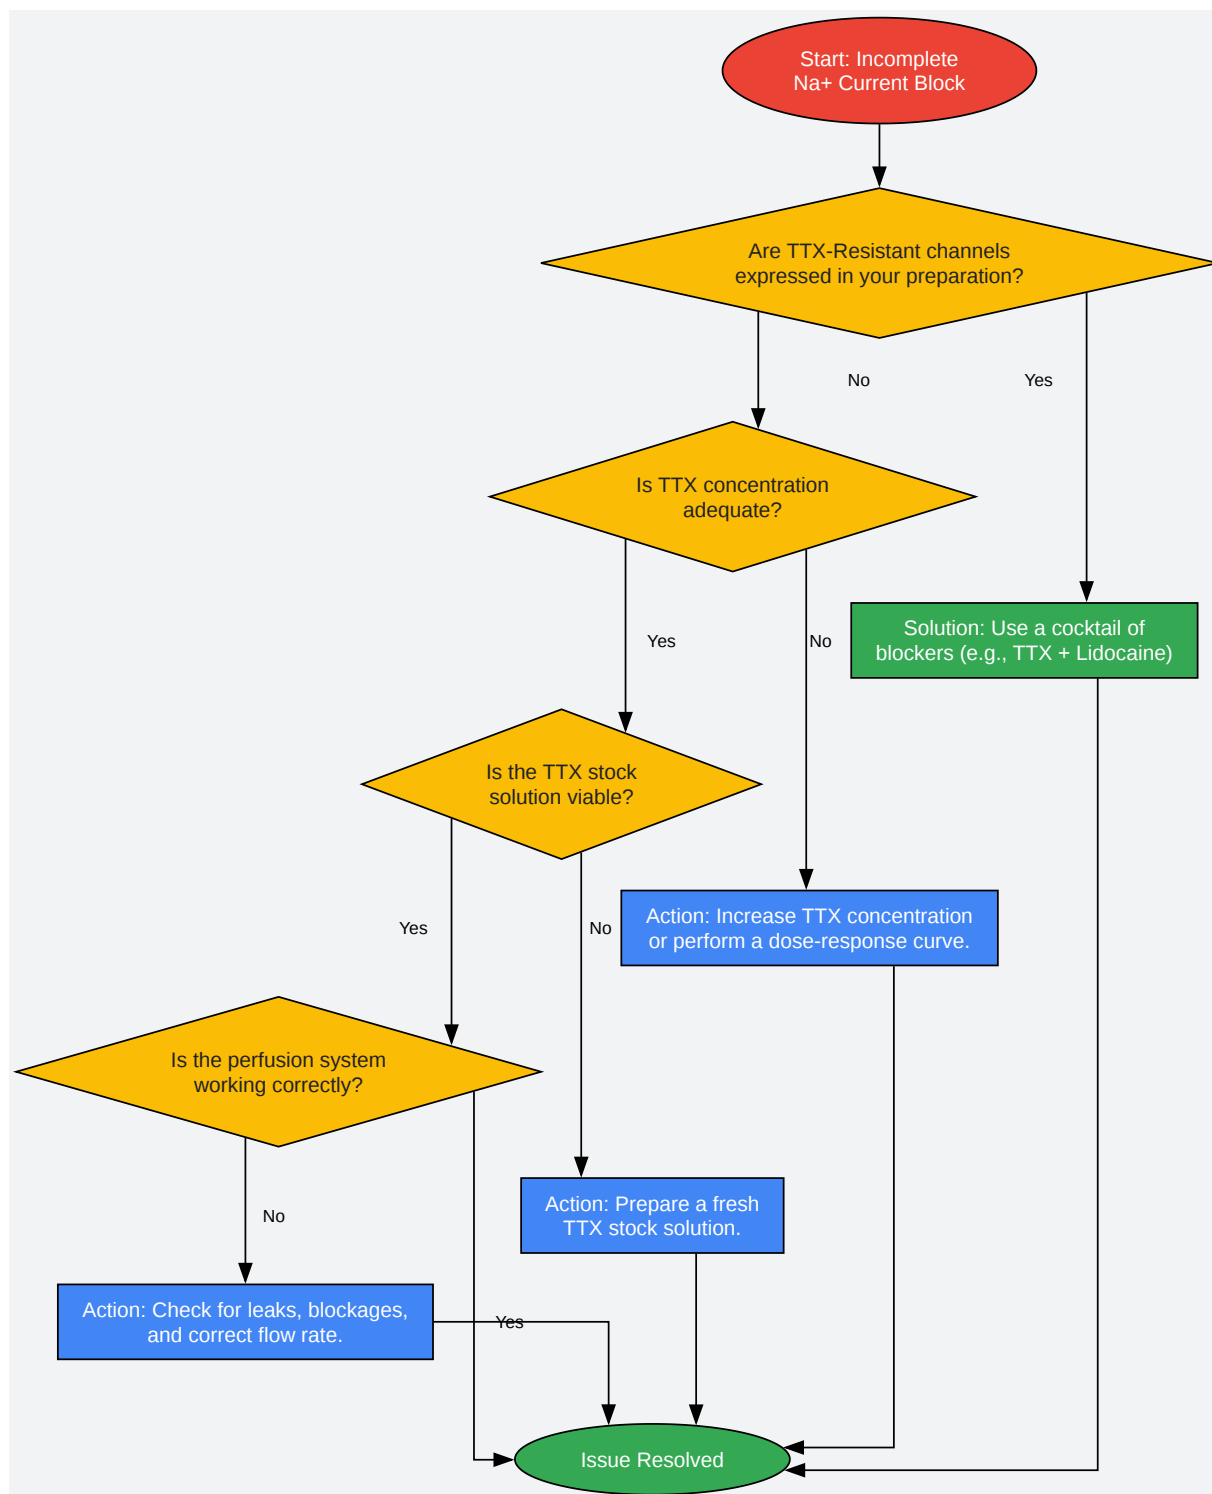 Start: Incomplete
Na+ Current Block
Are TTX-Resistant channels
expressed in your preparation?
No
Yes
Is TTX concentration
adequate?
Yes
No
Solution: Use a cocktail of
blockers (e.g., TTX + Lidocaine)
Is the TTX stock
solution viable?
Yes
No
Action: Increase TTX concentration
or perform a dose-response curve.
Is the perfusion system
working correctly?
No
Action: Prepare a fresh
TTX stock solution.
Action: Check for leaks, blockages,
and correct flow rate.
Yes
Issue Resolved